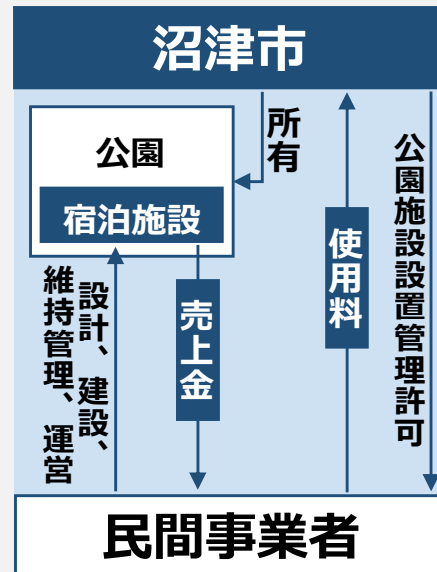 沼津市
公園
宿泊施設
所有
公園施設設置管理許可
使用料
売上金
設計、建設、
維持管理、運営
民間事業者